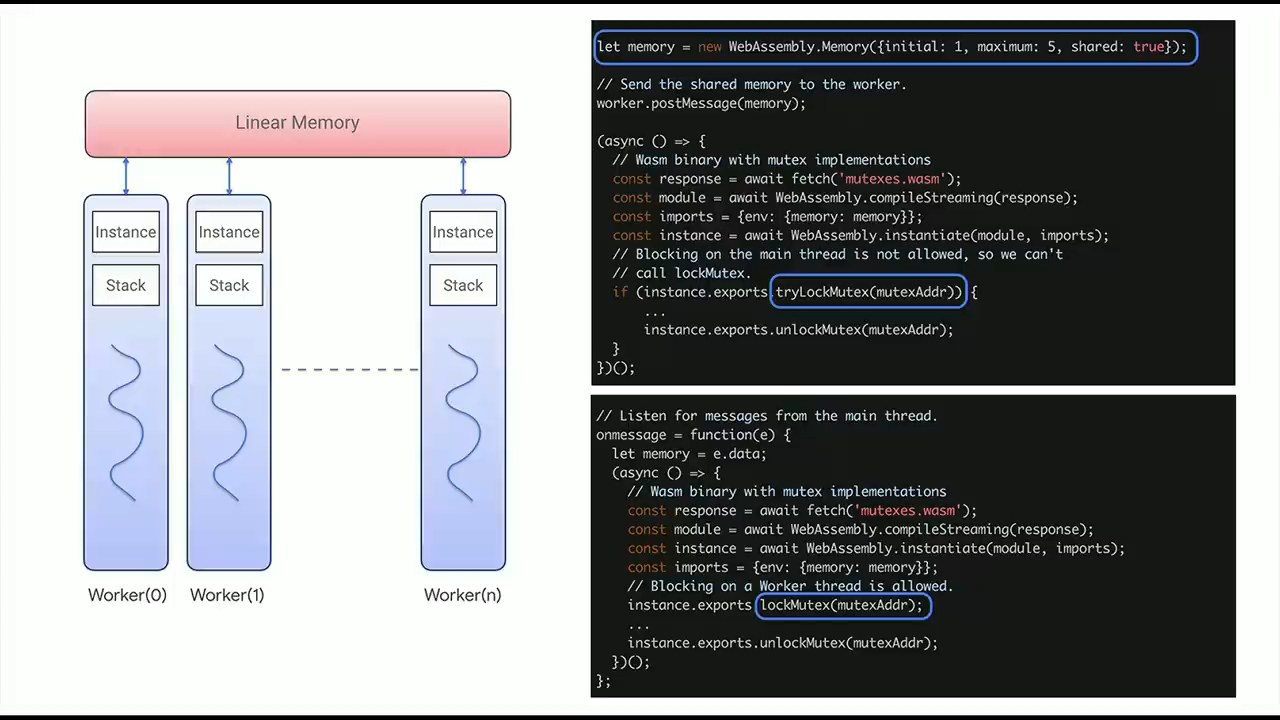 Linear Memory
Instance
Instance
Instance
Stack
Stack
Stack
Worker(0)
Worker(1)
Worker(n)
let memory = new WebAssembly.Memory({initial: 1, maximum: 5, shared: true});
// Send the shared memory to the worker.
worker.postMessage(memory);
(async () => {
// Wasm binary with mutex implementations
const response = await fetch('mutexes.wasm');
const module = await WebAssembly.compileStreaming(response);
const imports = {env: {memory: memory}};
const instance = await WebAssembly.instantiate(module, imports);
// Blocking on the main thread is not allowed, so we can't
// call lockMutex.
if (instance.exports.tryLockMutex(mutexAddr)) {
...
instance.exports.unlockMutex(mutexAddr);
}
})();
// Listen for messages from the main thread.
onmessage = function(e) {
let memory = e.data;
(async () => {
// Wasm binary with mutex implementations
const response = await fetch('mutexes.wasm');
const module = await WebAssembly.compileStreaming(response);
const instance = await WebAssembly.instantiate(module, imports);
const imports = {env: {memory: memory}};
// Blocking on a Worker thread is allowed.
instance.exports.lockMutex(mutexAddr);
...
instance.exports.unlockMutex(mutexAddr);
})();
};